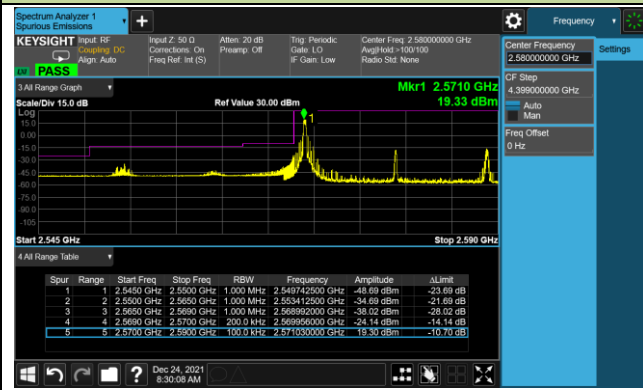 Spectrum Analyzer 1
Spurious Emissions
+
Frequency
KEYSIGHT Input: RF Input Z: 50 Ω Atten: 20 dB Trig: Periodic Center Freq: 2.580000000 GHz
Coupling: DC Corrections: On Preamp: Off Gate: LO Avg|Hold:>100/100
Align: Auto Freq Ref: Int (S) IF Gain: Low Radio Std: None
PASS
Center Frequency
2.580000000 GHz
Settings
CF Step
4.399000000 GHz
Auto
Man
Freq Offset
0 Hz
3 All Range Graph
Mkr1 2.5710 GHz
Scale/Div 15.0 dB Ref Value 30.00 dBm 19.33 dBm
Log
15.0
0.00
-15.0
-30.0
-45.0
-60.0
-75.0
-90.0
-105
1
Start 2.545 GHz Stop 2.590 GHz
4 All Range Table
Spur Range Start Freq Stop Freq RBW Frequency Amplitude ΔLimit
1 1 2.5450 GHz 2.5500 GHz 1.000 MHz 2.549742500 GHz -48.69 dBm -23.69 dB
2 2 2.5500 GHz 2.5650 GHz 1.000 MHz 2.553412500 GHz -34.69 dBm -21.69 dB
3 3 2.5650 GHz 2.5690 GHz 1.000 MHz 2.568992000 GHz -38.02 dBm -28.02 dB
4 4 2.5690 GHz 2.5700 GHz 200.0 kHz 2.569956000 GHz -24.14 dBm -14.14 dB
5 5 2.5700 GHz 2.5900 GHz 100.0 kHz 2.571030000 GHz 19.30 dBm -10.70 dB
? Dec 24, 2021
8:30:08 AM